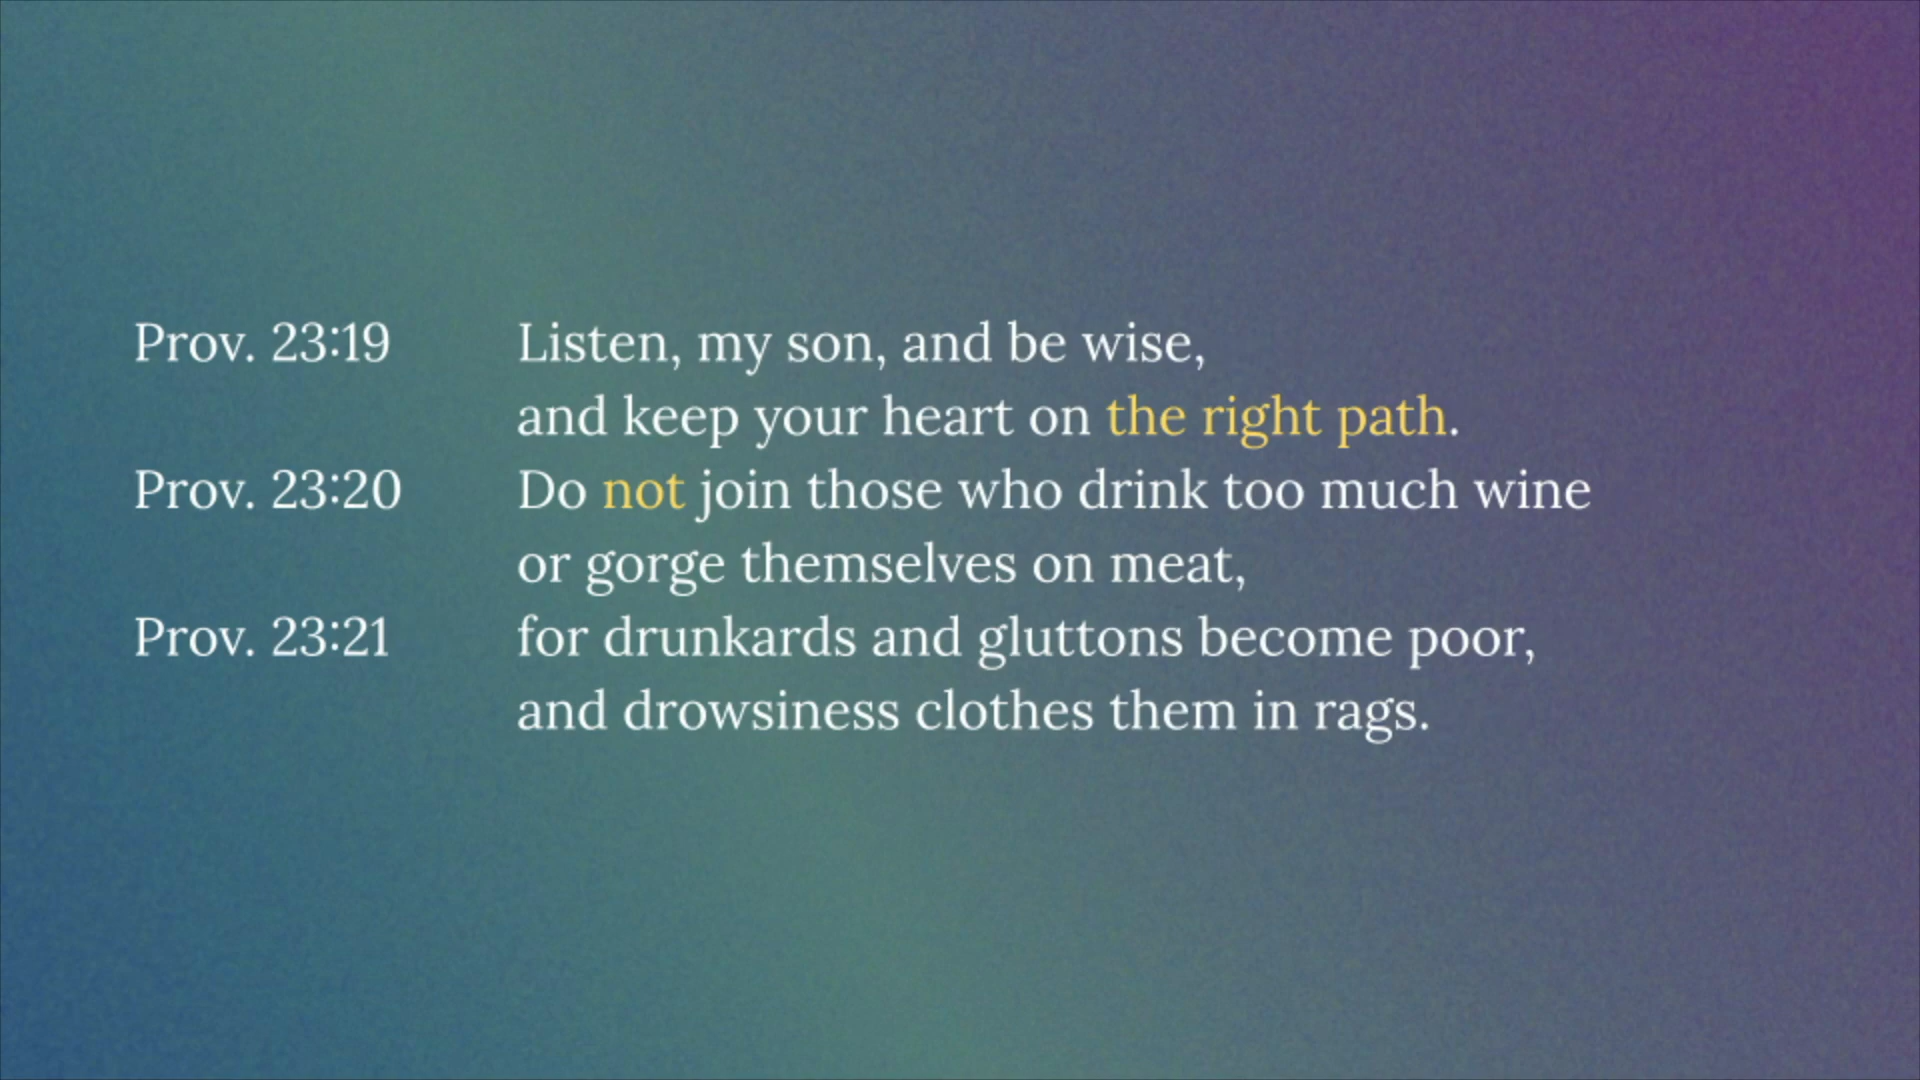 Prov. 23:19 Listen, my son, and be wise,
and keep your heart on the right path.
Prov. 23:20 Do not join those who drink too much wine
or gorge themselves on meat,
Prov. 23:21 for drunkards and gluttons become poor,
and drowsiness clothes them in rags.